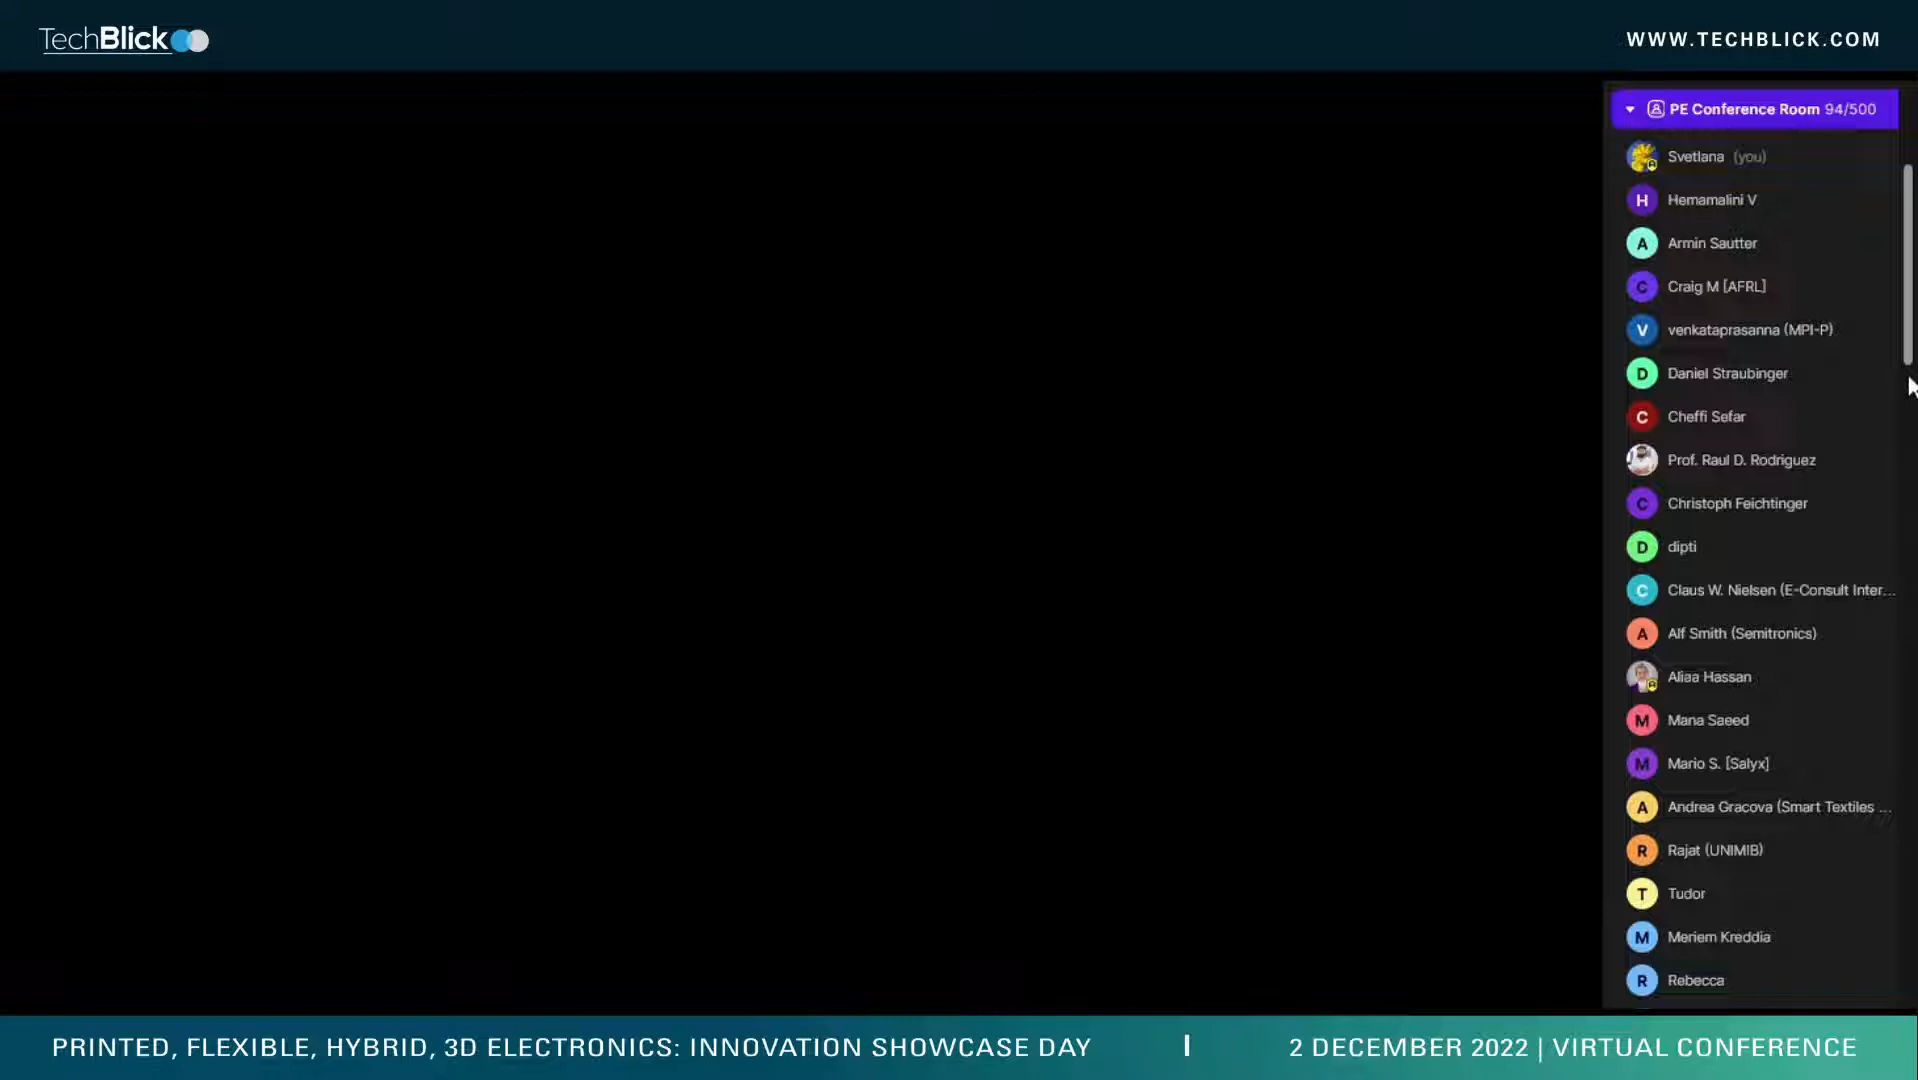 TechBlick
WWW.TECHBLICK.COM
PE Conference Room 94/500
Svetlana (you)
H Hemamalini V
A Armin Sautter
C Craig M [AFRL]
V venkataprasanna (MPI-P)
D Daniel Straubinger
C Cheffi Sefar
Prof. Raul D. Rodriguez
C Christoph Feichtinger
D dipti
C Claus W. Nielsen (E-Consult Inter...
A Alf Smith (Semitronics)
Aliaa Hassan
M Mana Saeed
M Mario S. [Salyx]
A Andrea Gracova (Smart Textiles ...
R Rajat (UNIMIB)
T Tudor
M Meriem Kreddia
R Rebecca
PRINTED, FLEXIBLE, HYBRID, 3D ELECTRONICS: INNOVATION SHOWCASE DAY | 2 DECEMBER 2022 | VIRTUAL CONFERENCE